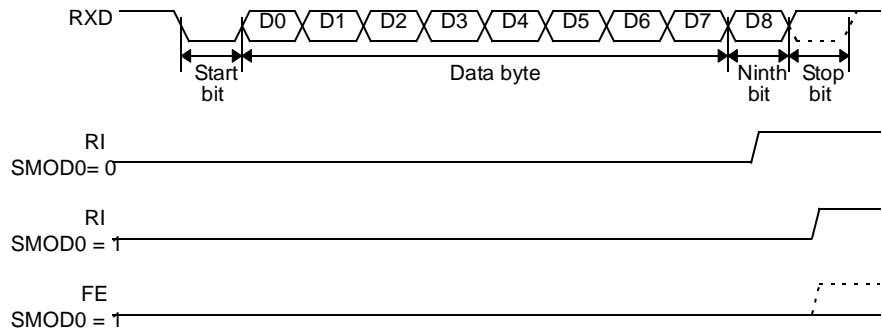 RXD D0 D1 D2 D3 D4 D5 D6 D7 D8
Start bit
Data byte
Ninth bit
Stop bit
RI
SMOD0= 0
RI
SMOD0 = 1
FE
SMOD0 = 1